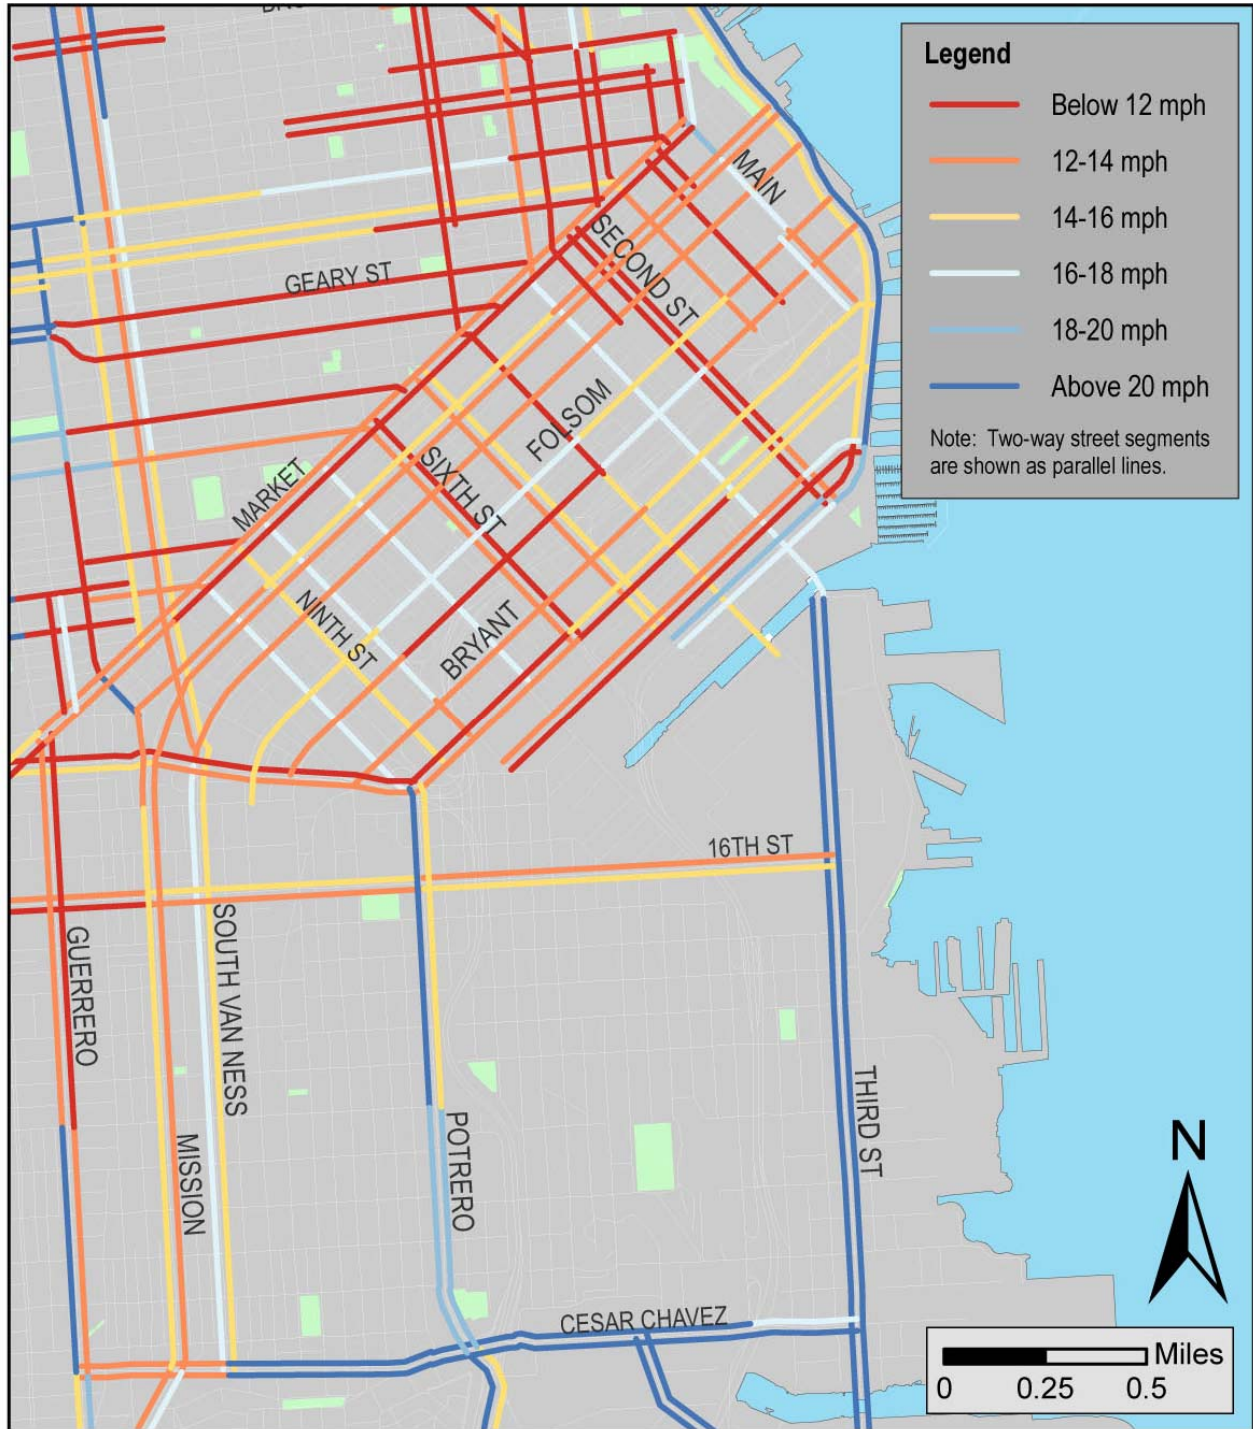 Legend
Below 12 mph
12-14 mph
14-16 mph
16-18 mph
18-20 mph
Above 20 mph
Note: Two-way street segments
are shown as parallel lines.
MAIN
SECOND ST
GEARY ST
FOLSOM
SIXTH ST
MARKET
NINTH ST
BRYANT
16TH ST
GUERRERO
SOUTH VAN NESS
MISSION
POTRERO
THIRD ST
CESAR CHAVEZ
N
Miles
0 0.25 0.5